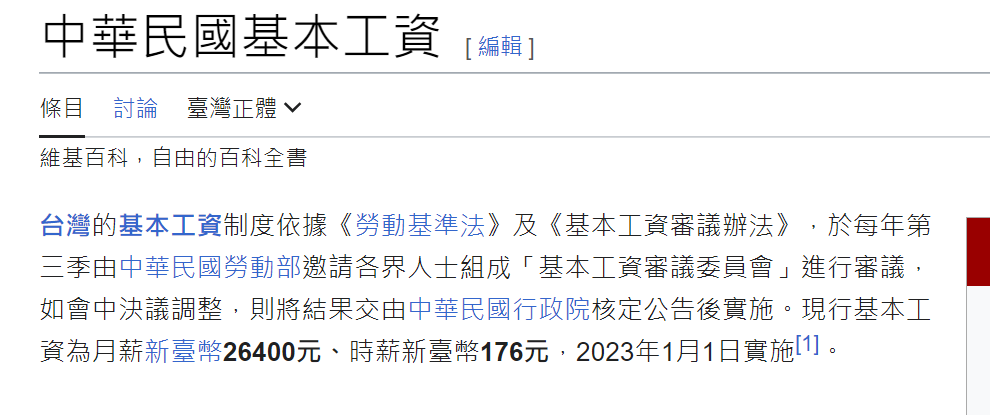 中華民國基本工資 [ 編輯 ]
條目 討論 臺灣正體
維基百科，自由的百科全書
台灣的基本工資制度依據《勞動基準法》及《基本工資審議辦法》，於每年第
三季由中華民國勞動部邀請各界人士組成「基本工資審議委員會」進行審議，
如會中決議調整，則將結果交由中華民國行政院核定公告後實施。現行基本工
資為月薪新臺幣26400元、時薪新臺幣176元，2023年1月1日實施[1]。